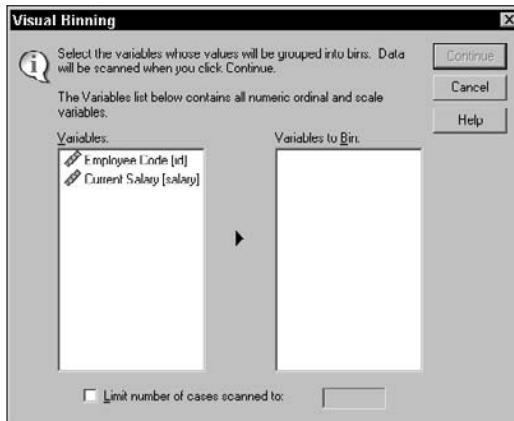 Visual Binning
Select the variables whose values will be grouped into bins. Data
will be scanned when you click Continue.
The Variables list below contains all numeric ordinal and scale
variables.
Continue
Cancel
Help
Variables:
Variables to Bin:
Employee Code [id]
Current Salary [salary]
Limit number of cases scanned to: